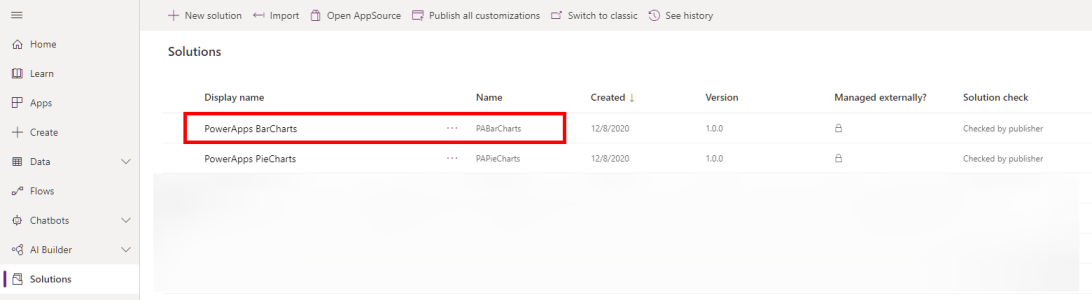 New solution Import Open AppSource Publish all customizations Switch to classic See history
Home
Learn
Apps
Create
Data
Flows
Chatbots
AI Builder
Solutions
Solutions
Display name Name Created ↓ Version Managed externally? Solution check
PowerApps BarCharts ··· PABarCharts 12/8/2020 1.0.0 Checked by publisher
PowerApps PieCharts ··· PAPieCharts 12/8/2020 1.0.0 Checked by publisher